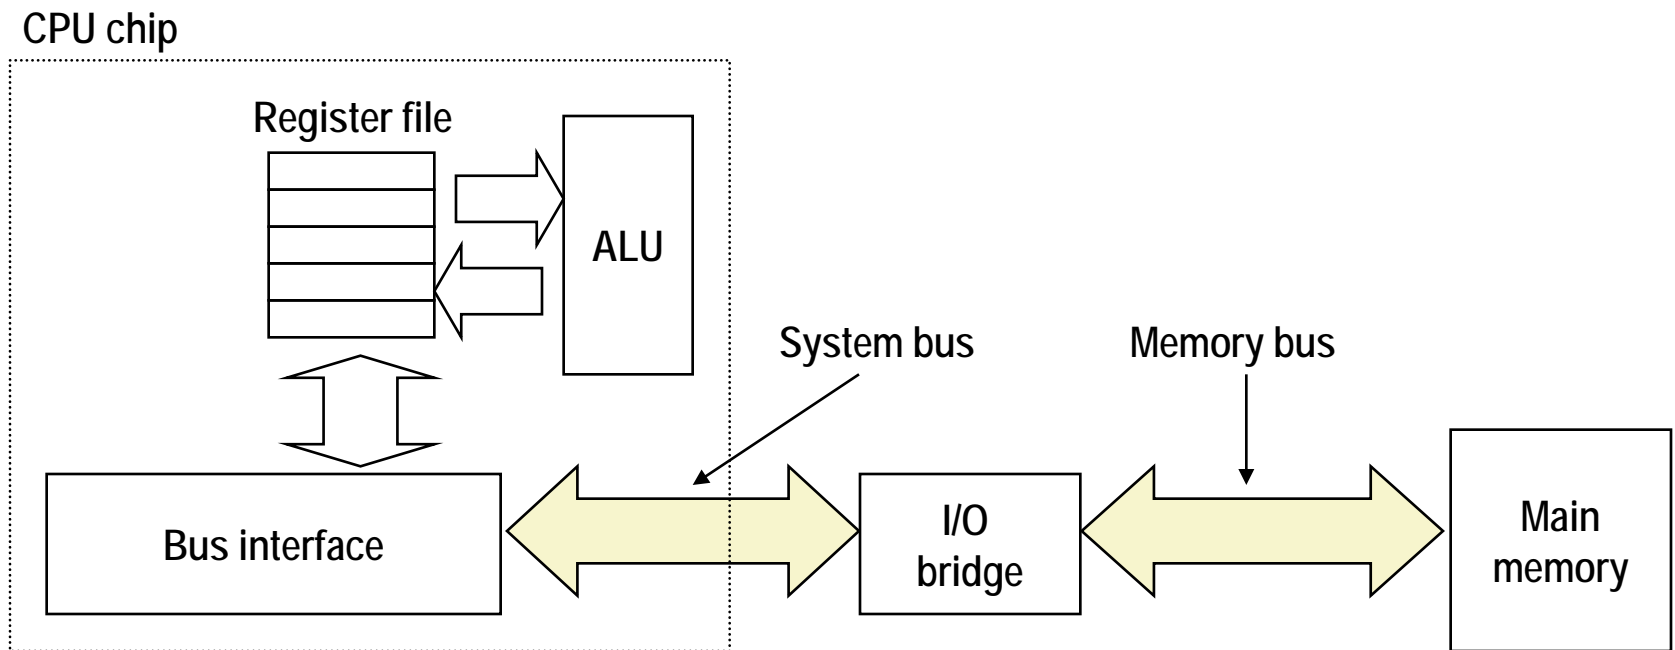 CPU chip
Register file
ALU
System bus
Memory bus
Bus interface
I/O
bridge
Main
memory